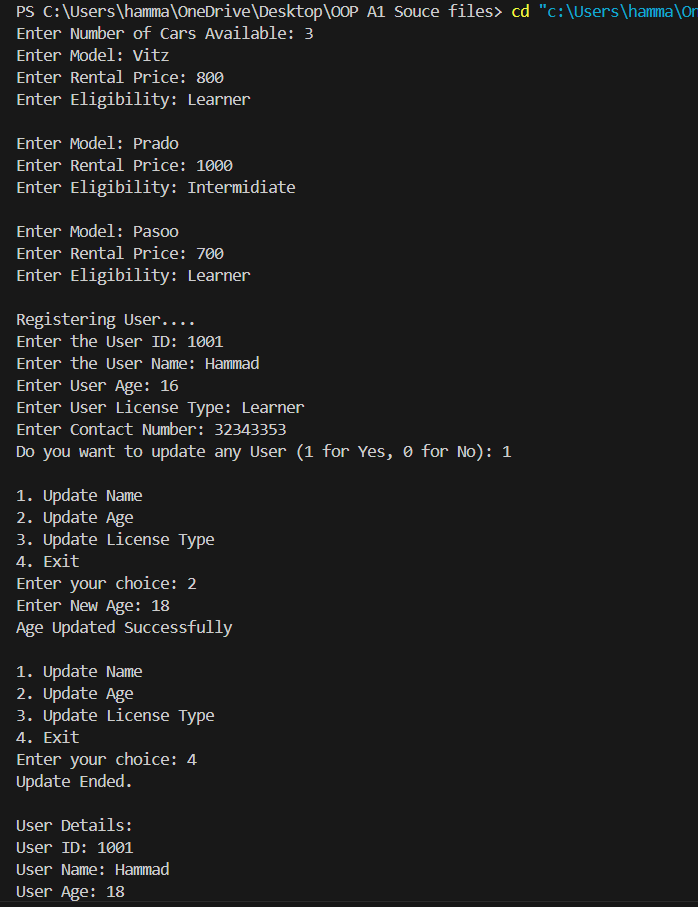 PS C:\Users\hamma\OneDrive\Desktop\OOP A1 Souce files> cd "c:\Users\hamma\On
Enter Number of Cars Available: 3
Enter Model: Vitz
Enter Rental Price: 800
Enter Eligibility: Learner
Enter Model: Prado
Enter Rental Price: 1000
Enter Eligibility: Intermidiate
Enter Model: Pasoo
Enter Rental Price: 700
Enter Eligibility: Learner
Registering User....
Enter the User ID: 1001
Enter the User Name: Hammad
Enter User Age: 16
Enter User License Type: Learner
Enter Contact Number: 32343353
Do you want to update any User (1 for Yes, 0 for No): 1
1. Update Name
2. Update Age
3. Update License Type
4. Exit
Enter your choice: 2
Enter New Age: 18
Age Updated Successfully
1. Update Name
2. Update Age
3. Update License Type
4. Exit
Enter your choice: 4
Update Ended.
User Details:
User ID: 1001
User Name: Hammad
User Age: 18